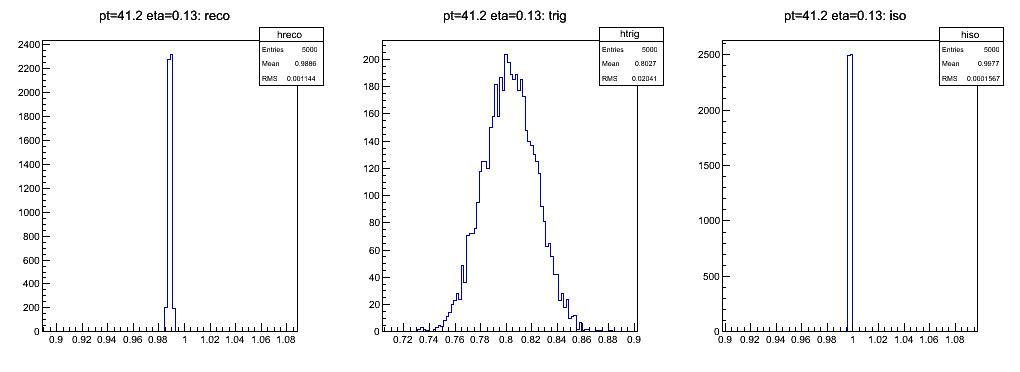 pt=41.2 eta=0.13: reco
hreco
Entries 5000
Mean 0.9886
RMS 0.001144
2400
2200
2000
1800
1600
1400
1200
1000
800
600
400
200
0
0.9 0.92 0.94 0.96 0.98 1 1.02 1.04 1.06 1.08
pt=41.2 eta=0.13: trig
htrig
Entries 5000
Mean 0.8027
RMS 0.02041
200
180
160
140
120
100
80
60
40
20
0
0.72 0.74 0.76 0.78 0.8 0.82 0.84 0.86 0.88 0.9
pt=41.2 eta=0.13: iso
hiso
Entries 5000
Mean 0.9977
RMS 0.0001567
2500
2000
1500
1000
500
0
0.9 0.92 0.94 0.96 0.98 1 1.02 1.04 1.06 1.08